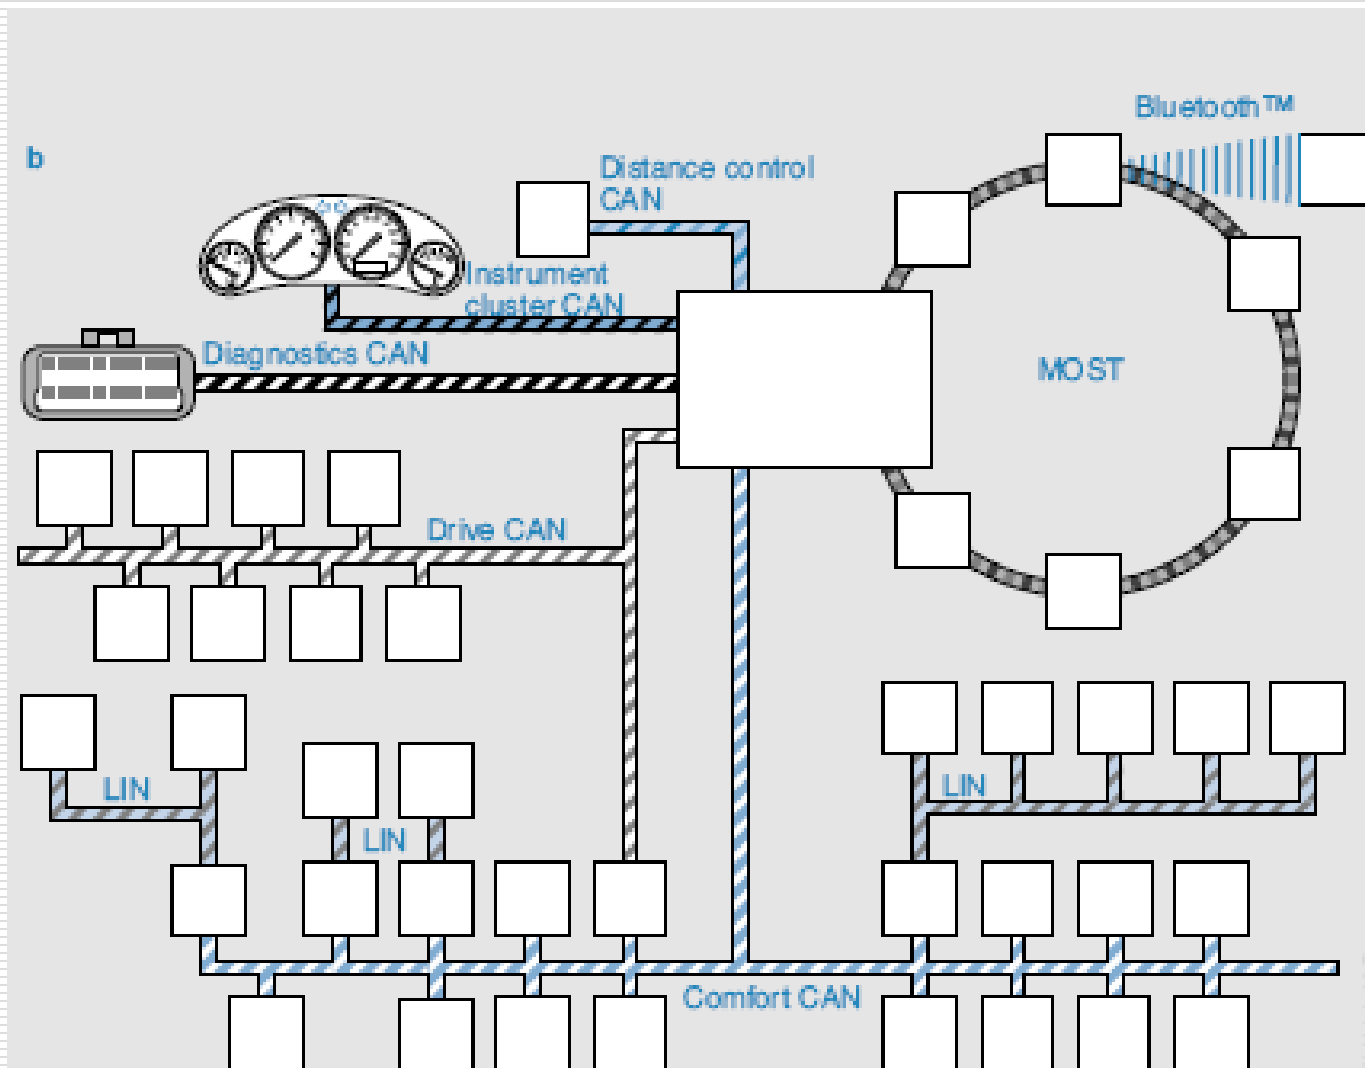 Bluetooth™
b
Distance control
CAN
Instrument
cluster CAN
Diagnostics CAN
MOST
Drive CAN
LIN
LIN
LIN
Comfort CAN